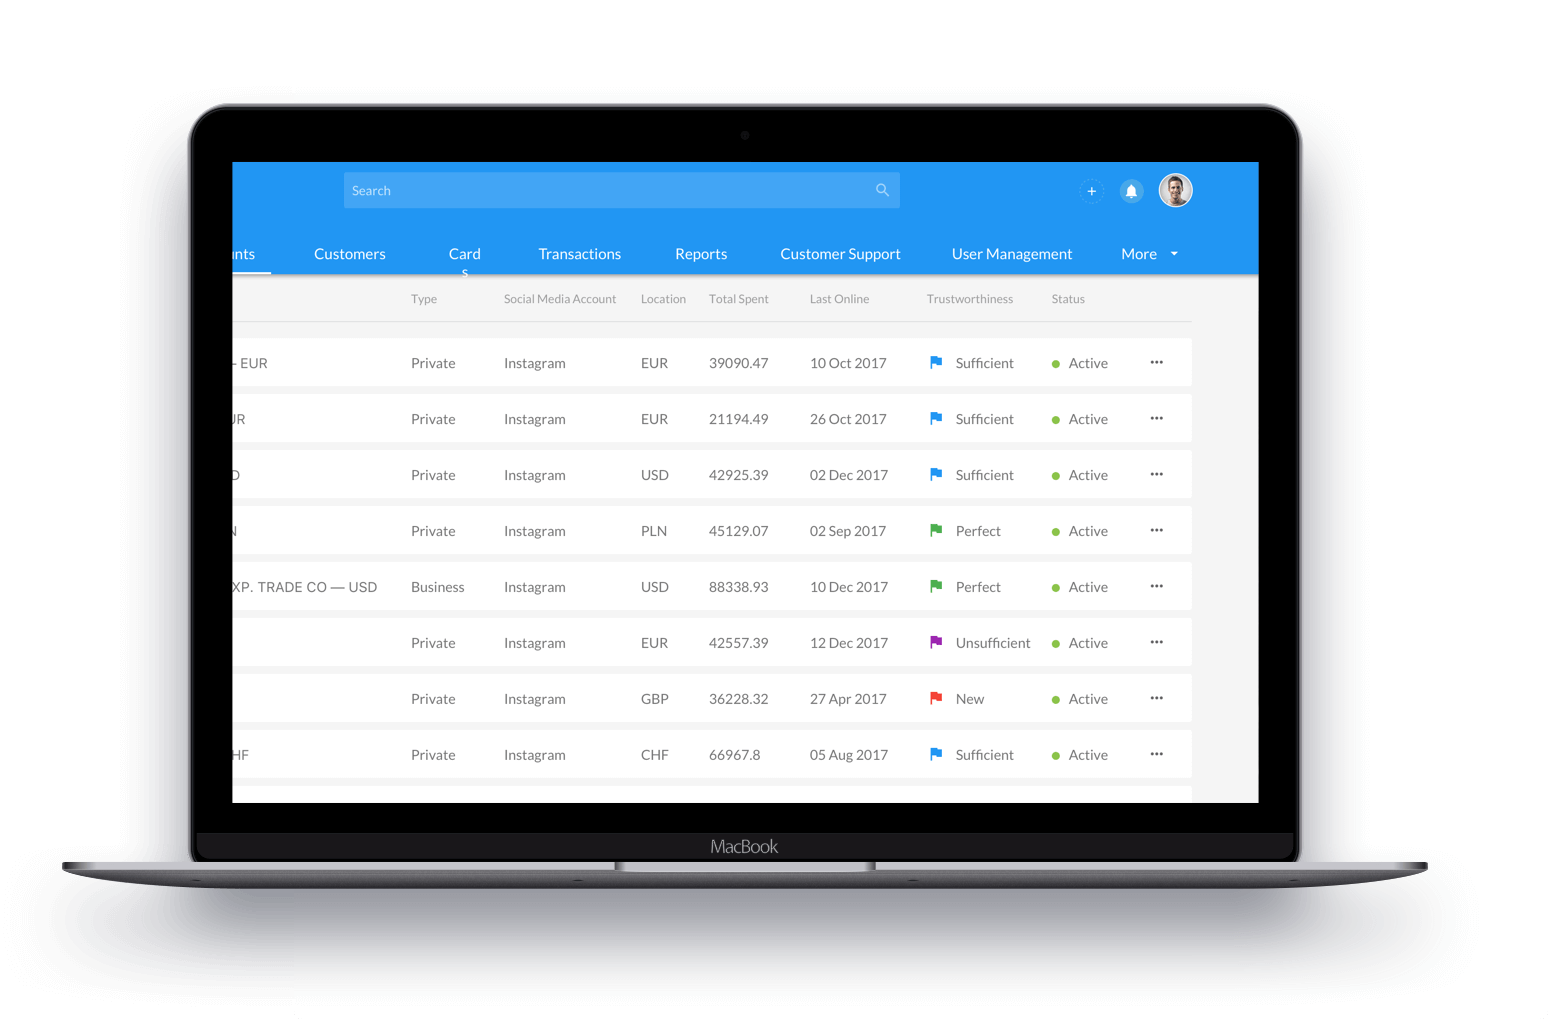 Search
+
unts Customers Card Transactions Reports Customer Support User Management More
s
Type Social Media Account Location Total Spent Last Online Trustworthiness Status
— EUR Private Instagram EUR 39090.47 10 Oct 2017 Sufficient Active •••
UR Private Instagram EUR 21194.49 26 Oct 2017 Sufficient Active •••
D Private Instagram USD 42925.39 02 Dec 2017 Sufficient Active •••
N Private Instagram PLN 45129.07 02 Sep 2017 Perfect Active •••
XP. TRADE CO — USD Business Instagram USD 88338.93 10 Dec 2017 Perfect Active •••
Private Instagram EUR 42557.39 12 Dec 2017 Unsufficient Active •••
Private Instagram GBP 36228.32 27 Apr 2017 New Active •••
HF Private Instagram CHF 66967.8 05 Aug 2017 Sufficient Active •••
MacBook